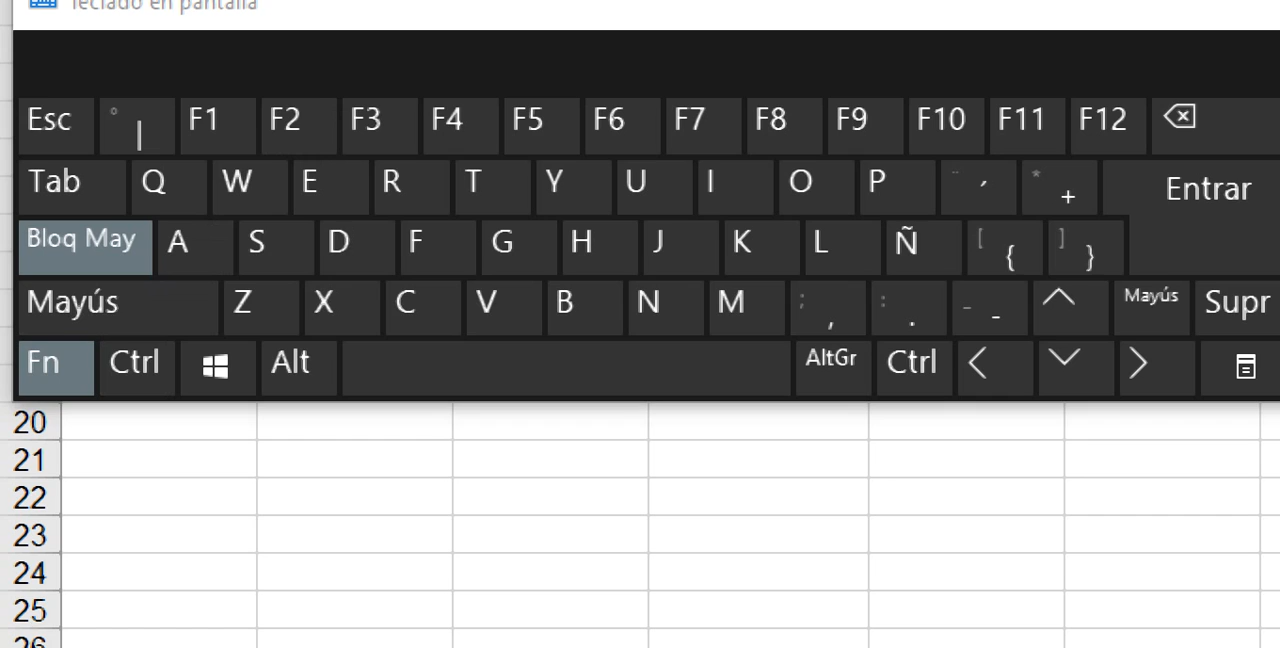 Teclado en pantalla
Esc ° | F1 F2 F3 F4 F5 F6 F7 F8 F9 F10 F11 F12
Tab Q W E R T Y U I O P ¨ ´ * + Entrar
Bloq May A S D F G H J K L Ñ [ { ] }
Mayús Z X C V B N M ; , : . _ - Mayús Supr
Fn Ctrl Alt AltGr Ctrl
20
21
22
23
24
25
26